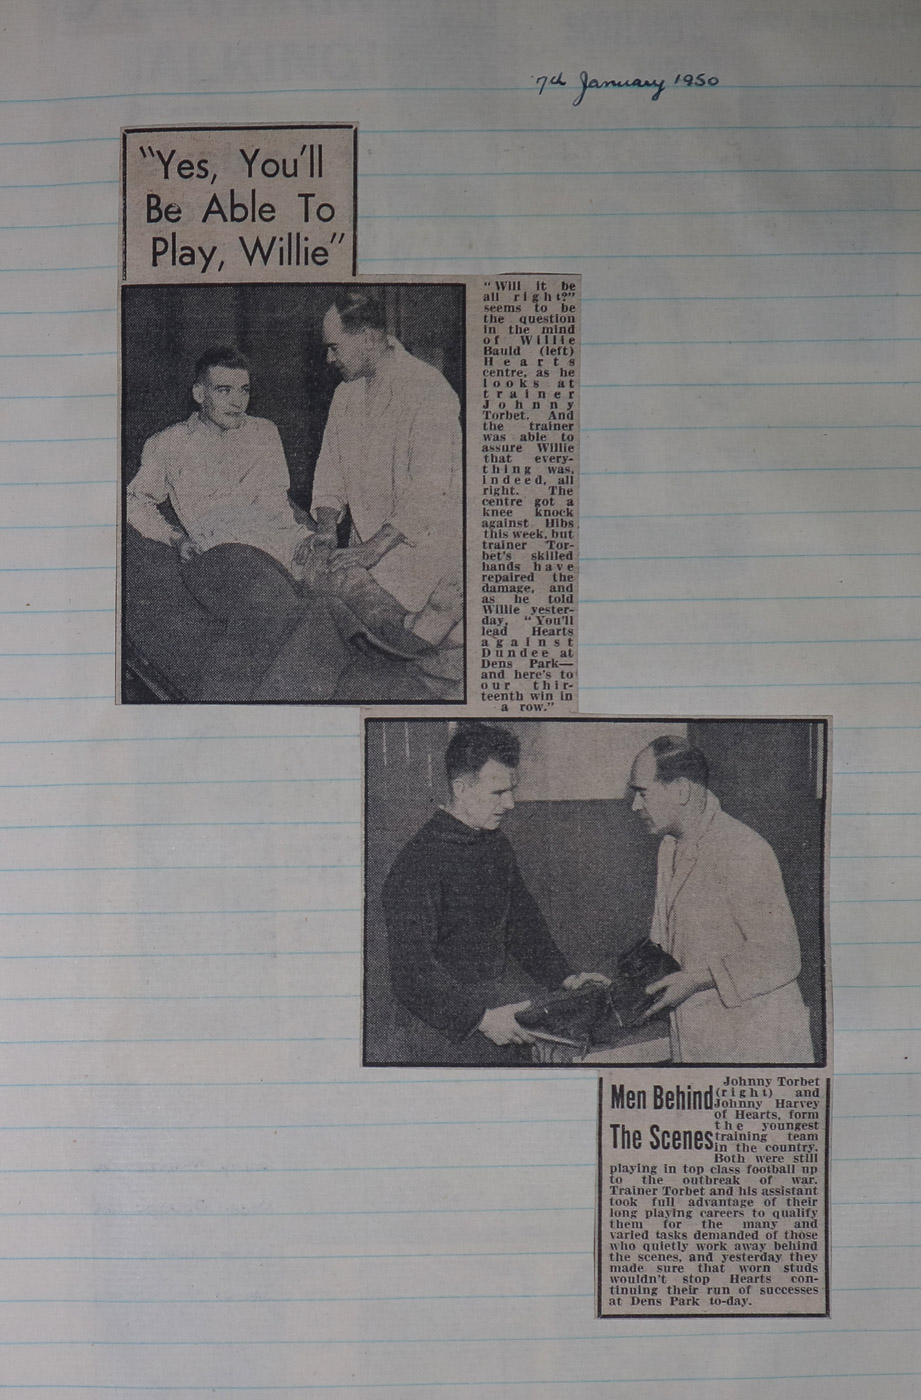 7th January 1950
"Yes, You'll
Be Able To
Play, Willie"
"Will it be
all right?"
seems to be
the question
in the mind
of Willie
Bauld (left)
Hearts
centre, as he
looks at
trainer
Johnny
Torbet. And
the trainer
was able to
assure Willie
that every-
thing was,
indeed, all
right. The
centre got a
knee knock
against Hibs
this week, but
trainer Tor-
bet's skilled
hands have
repaired the
damage, and
as he told
Willie yester-
day, "You'll
lead Hearts
against
Dundee at
Dens Park—
and here's to
our thir-
teenth win in
a row."
Men Behind
The Scenes
Johnny Torbet
(right) and
Johnny Harvey
of Hearts, form
the youngest
training team
in the country.
Both were still
playing in top class football up
to the outbreak of war.
Trainer Torbet and his assistant
took full advantage of their
long playing careers to qualify
them for the many and
varied tasks demanded of those
who quietly work away behind
the scenes, and yesterday they
made sure that worn studs
wouldn't stop Hearts con-
tinuing their run of successes
at Dens Park to-day.